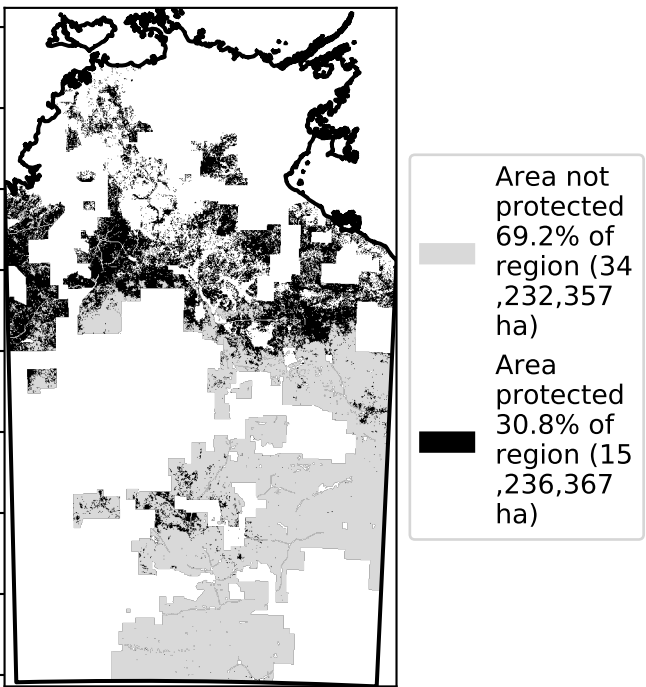 Area not
protected
69.2% of
region (34
,232,357
ha)
Area
protected
30.8% of
region (15
,236,367
ha)